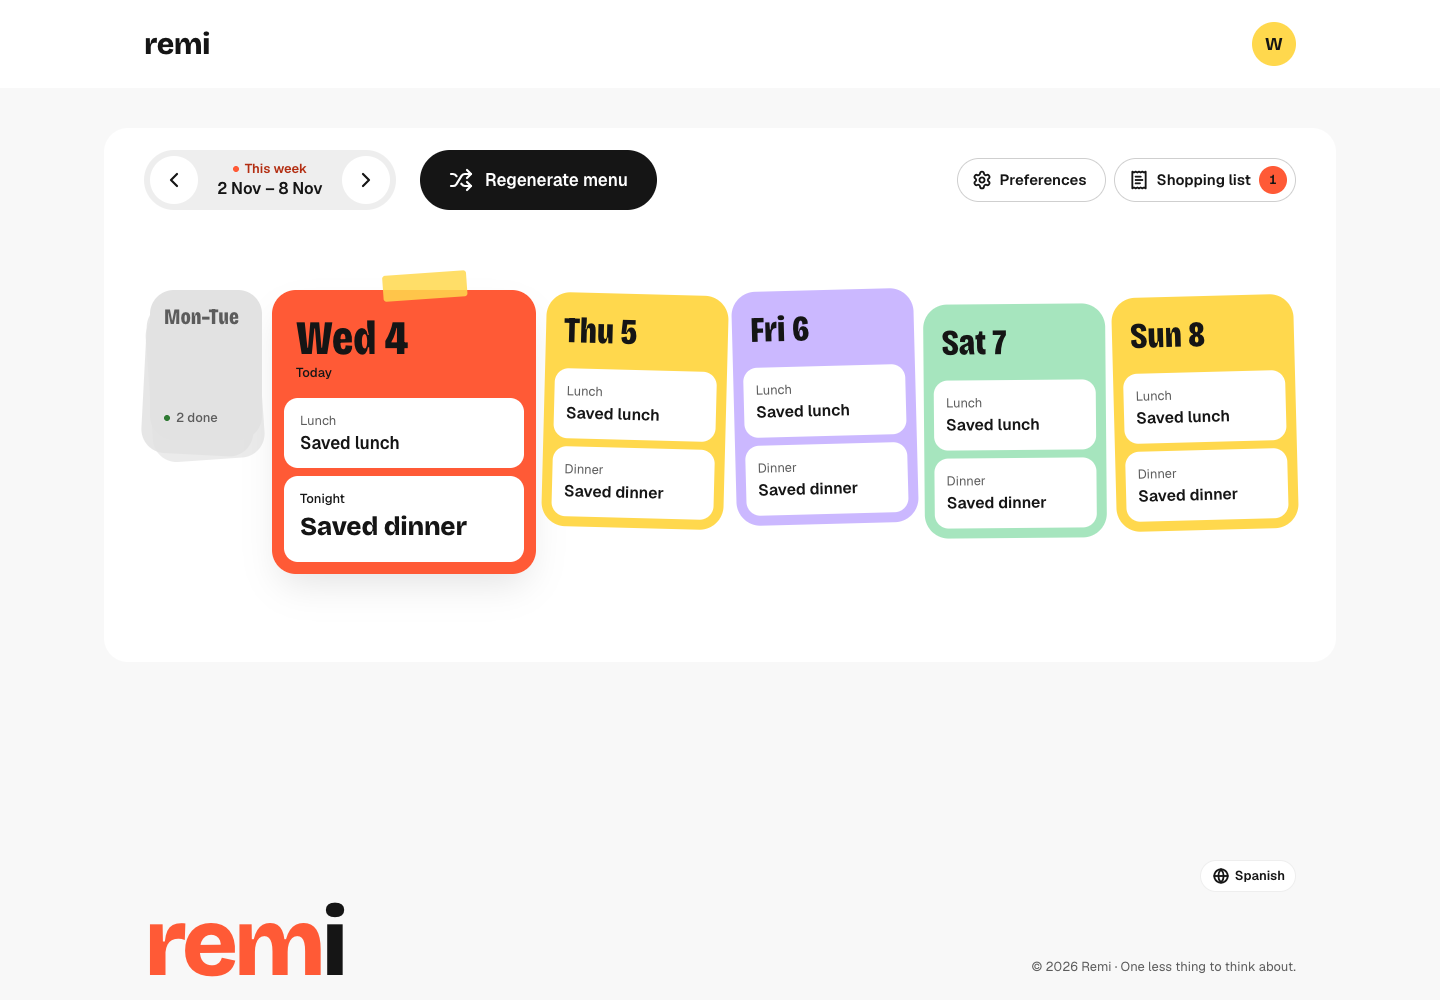 remi
W
This week
2 Nov – 8 Nov
Regenerate menu
Preferences
Shopping list 1
Mon–Tue
2 done
Wed 4
Today
Lunch
Saved lunch
Tonight
Saved dinner
Thu 5
Lunch
Saved lunch
Dinner
Saved dinner
Fri 6
Lunch
Saved lunch
Dinner
Saved dinner
Sat 7
Lunch
Saved lunch
Dinner
Saved dinner
Sun 8
Lunch
Saved lunch
Dinner
Saved dinner
Spanish
remi
© 2026 Remi · One less thing to think about.